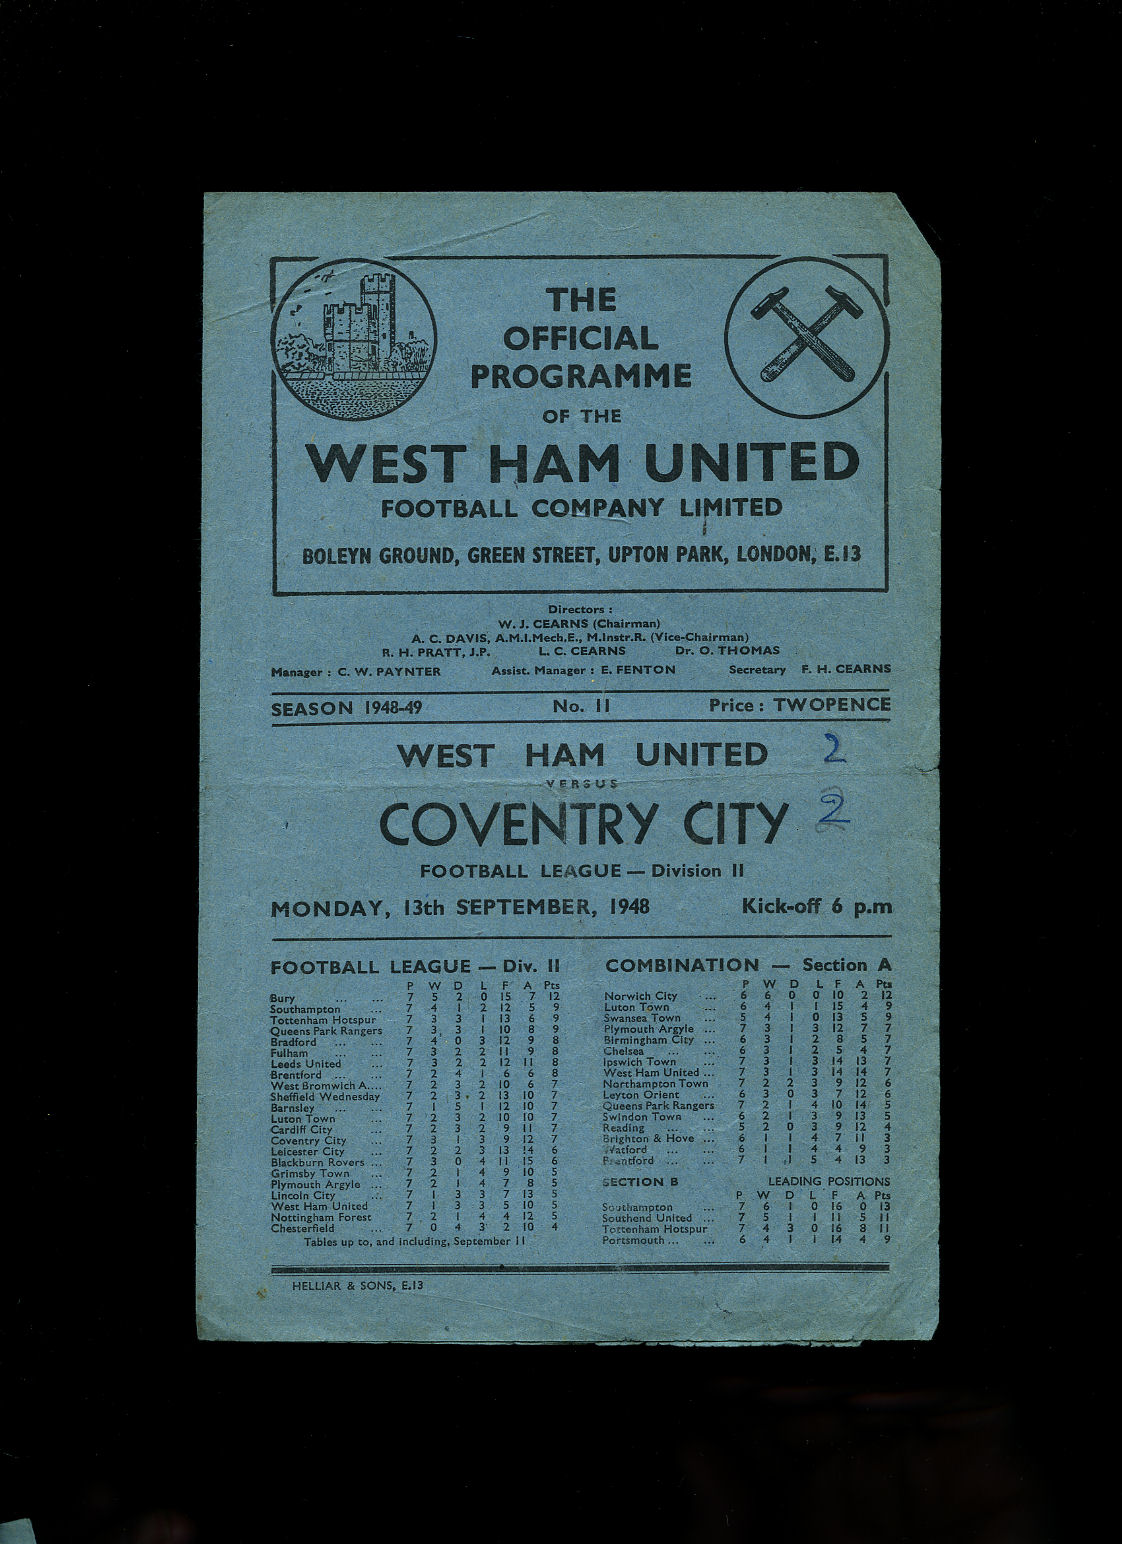 THE
OFFICIAL
PROGRAMME
OF THE
WEST HAM UNITED
FOOTBALL COMPANY LIMITED
BOLEYN GROUND, GREEN STREET, UPTON PARK, LONDON, E.13
Directors :
W. J. CEARNS (Chairman)
A. C. DAVIS, A.M.I.Mech,E., M.Instr.R. (Vice-Chairman)
R. H. PRATT, J.P. L. C. CEARNS Dr. O. THOMAS
Manager : C. W. PAYNTER Assist. Manager : E. FENTON Secretary F. H. CEARNS
SEASON 1948-49 No. 11 Price : TWOPENCE
WEST HAM UNITED 2
VERSUS
COVENTRY CITY 2
FOOTBALL LEAGUE — Division II
MONDAY, 13th SEPTEMBER, 1948 Kick-off 6 p.m
FOOTBALL LEAGUE — Div. II
P W D L F A Pts
Bury ... ... 7 5 2 0 15 7 12
Southampton ... 7 4 1 2 12 5 9
Tottenham Hotspur 7 3 3 1 13 6 9
Queens Park Rangers 7 3 3 1 10 8 9
Bradford ... ... 7 4 0 3 12 9 8
Fulham ... ... 7 3 2 2 11 9 8
Leeds United ... 7 3 2 2 12 11 8
Brentford ... ... 7 2 4 1 6 6 8
West Bromwich A.... 7 2 3 2 10 6 7
Sheffield Wednesday 7 2 3 2 13 10 7
Barnsley ... ... 7 1 5 1 12 10 7
Luton Town ... 7 2 3 2 10 10 7
Cardiff City ... 7 2 3 2 9 11 7
Coventry City ... 7 3 1 3 9 12 7
Leicester City ... 7 2 2 3 13 14 6
Blackburn Rovers ... 7 3 0 4 11 15 6
Grimsby Town ... 7 2 1 4 9 10 5
Plymouth Argyle ... 7 2 1 4 7 8 5
Lincoln City ... 7 1 3 3 7 13 5
West Ham United 7 1 3 3 5 10 5
Nottingham Forest 7 2 1 4 4 12 5
Chesterfield ... 7 0 4 3 2 10 4
Tables up to, and including, September 11
COMBINATION — Section A
P W D L F A Pts
Norwich City ... 6 6 0 0 10 2 12
Luton Town ... 6 4 1 1 15 4 9
Swansea Town ... 5 4 1 0 13 5 9
Plymouth Argyle ... 7 3 1 3 12 7 7
Birmingham City ... 6 3 1 2 8 5 7
Chelsea ... ... 6 3 1 2 5 4 7
Ipswich Town ... 7 3 1 3 14 13 7
West Ham United ... 7 3 1 3 14 14 7
Northampton Town 7 2 2 3 9 12 6
Leyton Orient ... 6 3 0 3 7 12 6
Queens Park Rangers 7 2 1 4 10 14 5
Swindon Town ... 6 2 1 3 9 13 5
Reading ... ... 5 2 0 3 9 12 4
Brighton & Hove ... 6 1 1 4 7 11 3
Watford ... ... 6 1 1 4 4 9 3
Brentford ... ... 7 1 1 5 4 13 3
SECTION B LEADING POSITIONS
P W D L F A Pts
Southampton ... 7 6 1 0 16 0 13
Southend United ... 7 5 1 1 11 5 11
Tottenham Hotspur 7 4 3 0 16 8 11
Portsmouth ... ... 6 4 1 1 14 4 9
HELLIAR & SONS, E.13